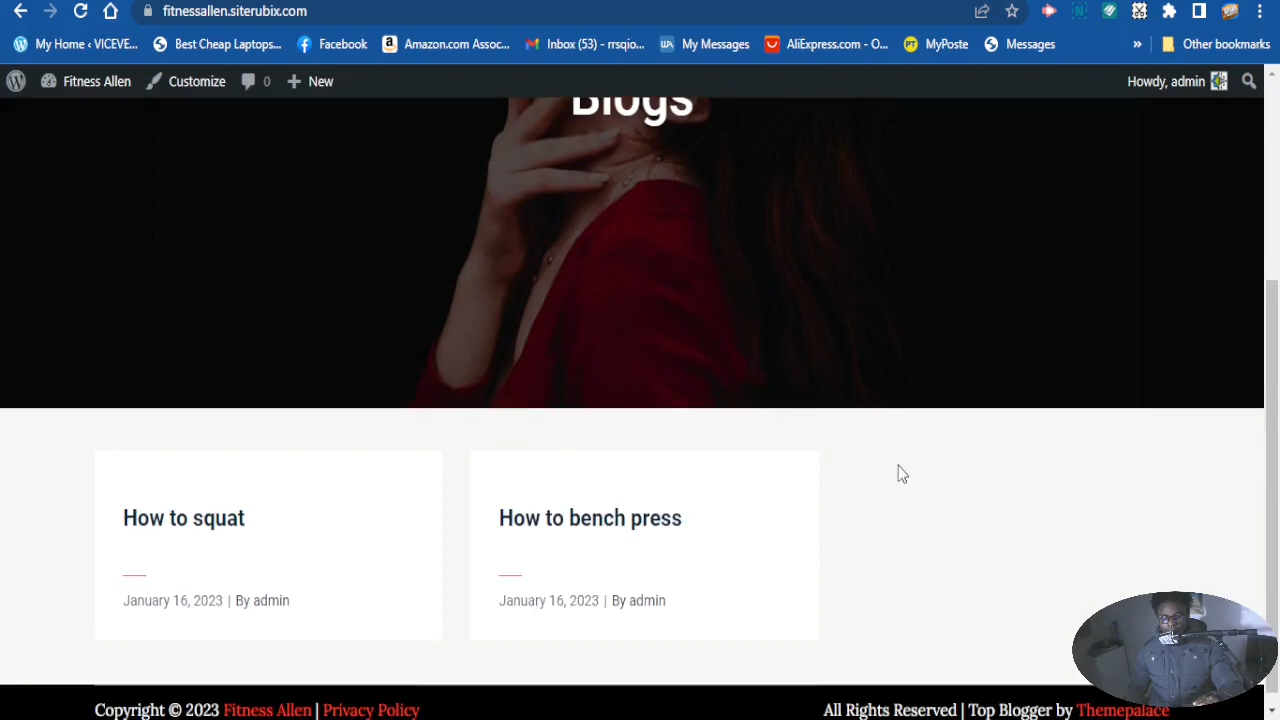 fitnessallen.siterubix.com
My Home ‹ VICEVE...
Best Cheap Laptops...
Facebook
Amazon.com Assoc...
Inbox (53) - rrsqio...
My Messages
AliExpress.com - O...
MyPoste
Messages
»
Other bookmarks
Fitness Allen
Customize
0
New
Howdy, admin
Blogs
How to squat
How to bench press
January 16, 2023 | By admin
January 16, 2023 | By admin
Copyright © 2023 Fitness Allen | Privacy Policy
All Rights Reserved | Top Blogger by Themepalace